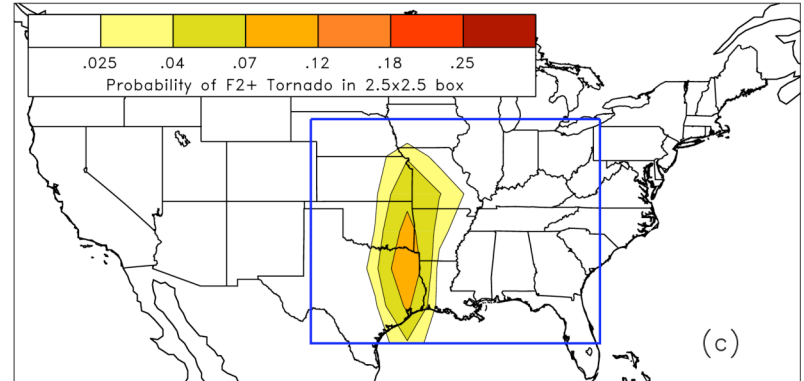 .025 .04 .07 .12 .18 .25
Probability of F2+ Tornado in 2.5x2.5 box
(c)